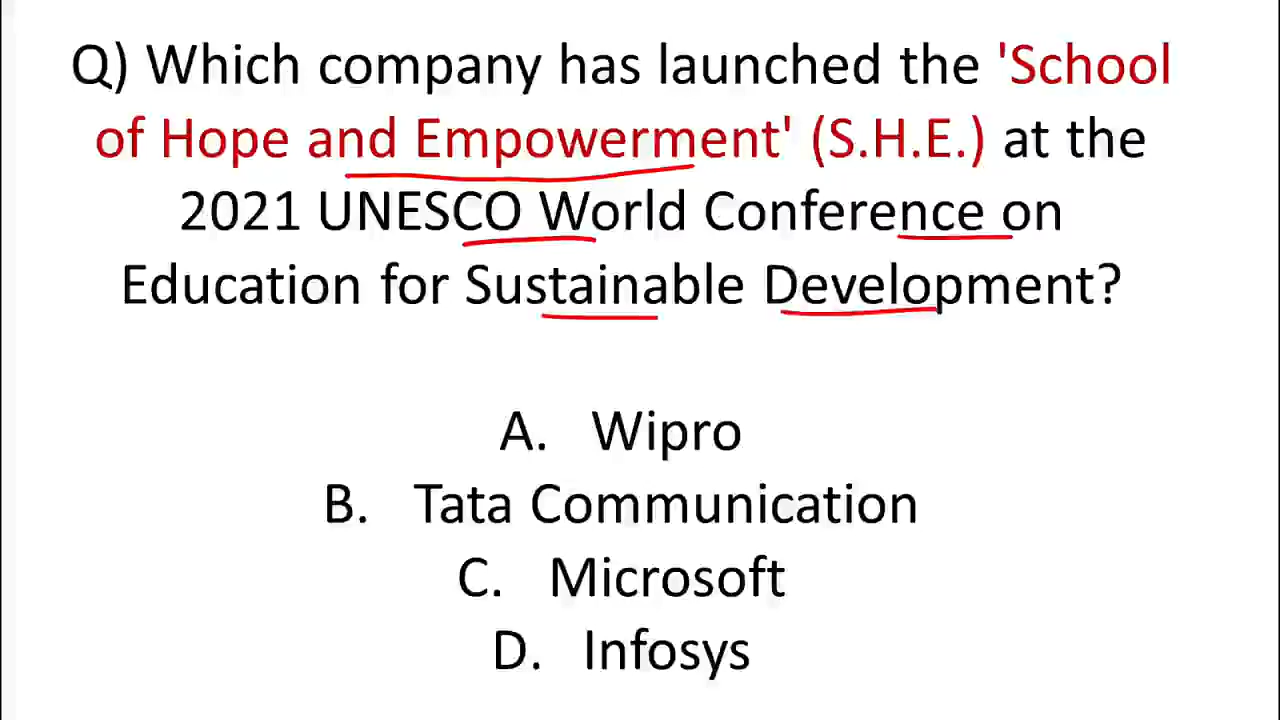 Q) Which company has launched the 'School
of Hope and Empowerment' (S.H.E.) at the
2021 UNESCO World Conference on
Education for Sustainable Development?
A. Wipro
B. Tata Communication
C. Microsoft
D. Infosys